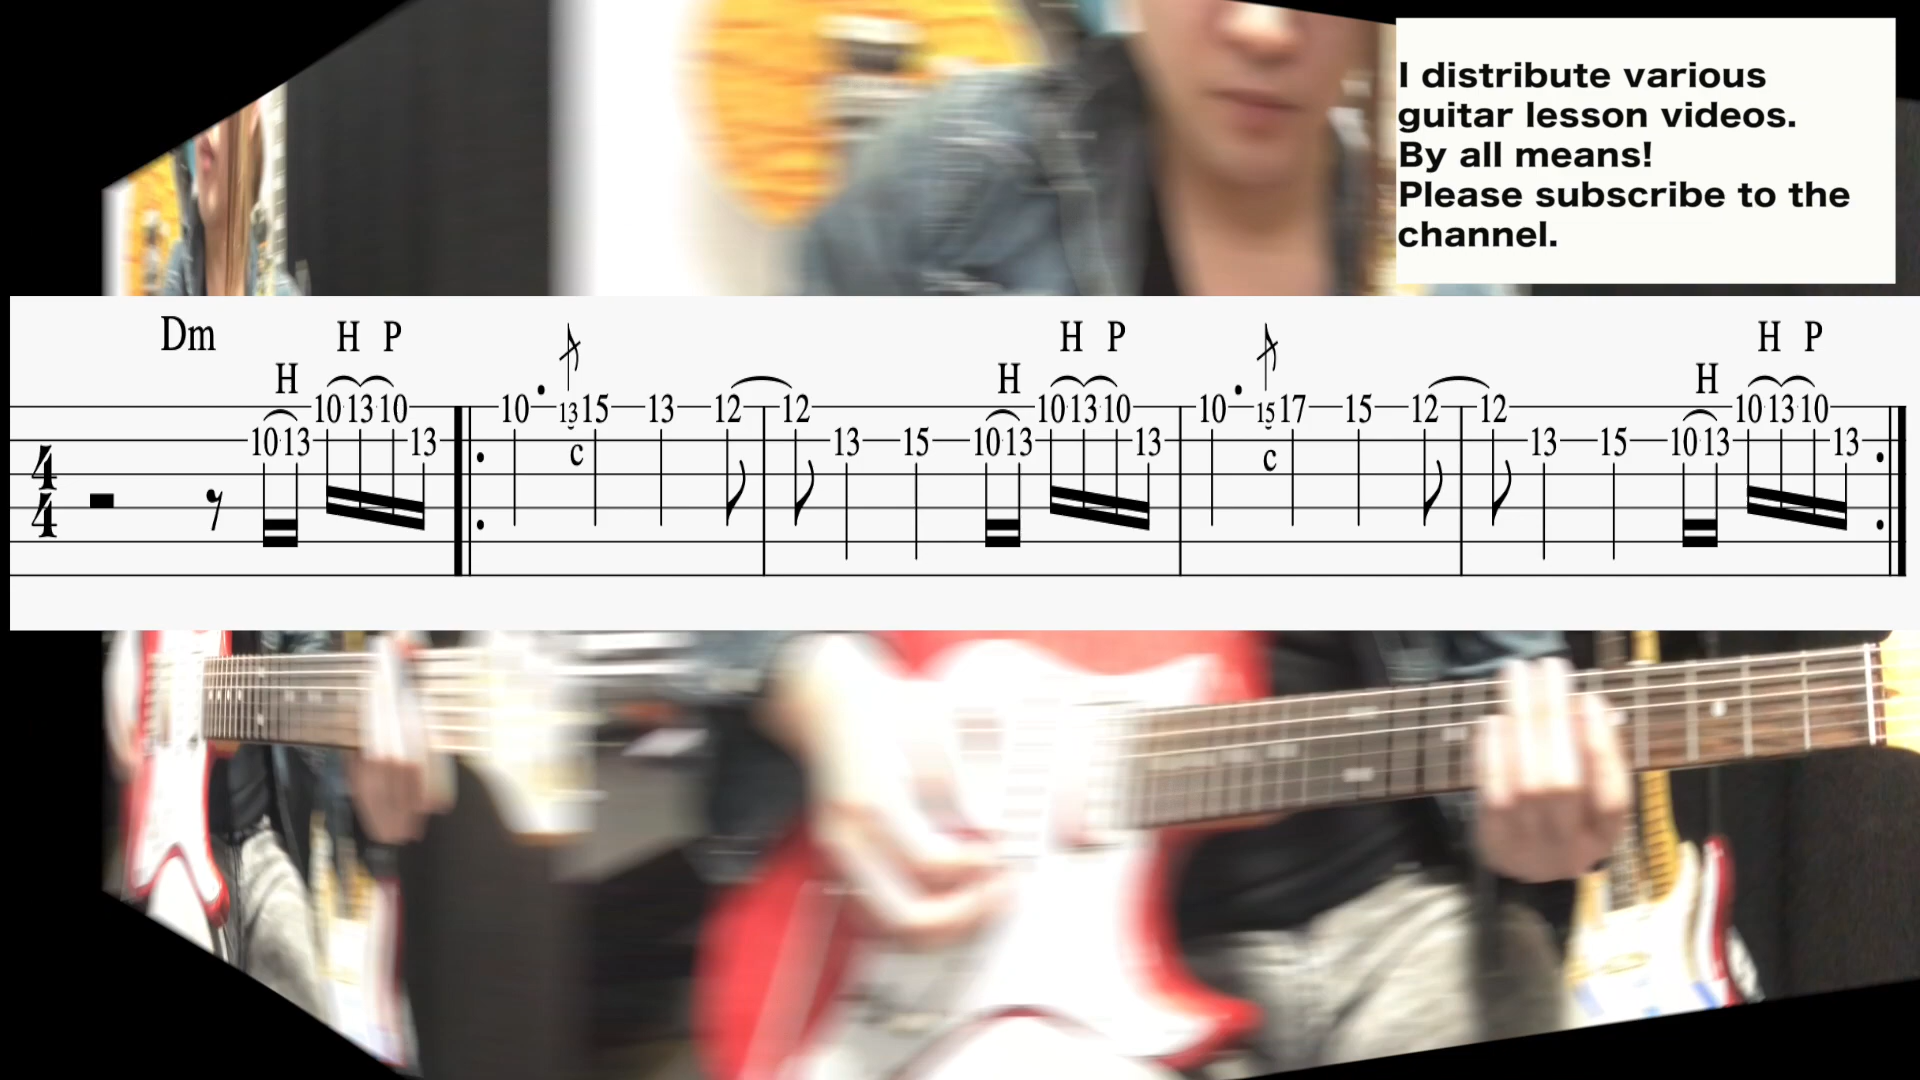 I distribute various
guitar lesson videos.
By all means!
Please subscribe to the
channel.
Dm H P H P H P
H H H
10 13 10 10 13 15 13 12 12 10 13 10 10 15 17 15 12 12 10 13 10
10 13 13 13 15 10 13 13 13 15 10 13 13
c c
4
4